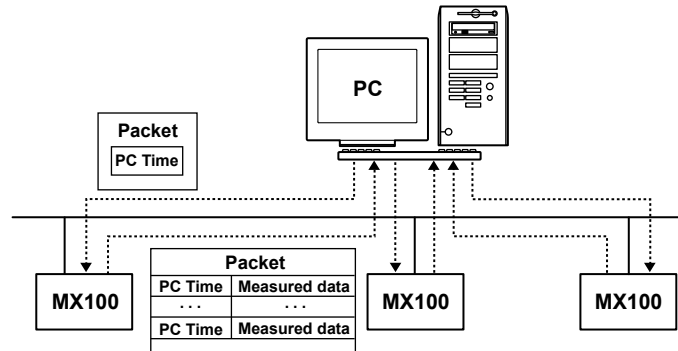 PC
Packet
PC Time
Packet
PC Time Measured data
... ...
PC Time Measured data
MX100
MX100
MX100